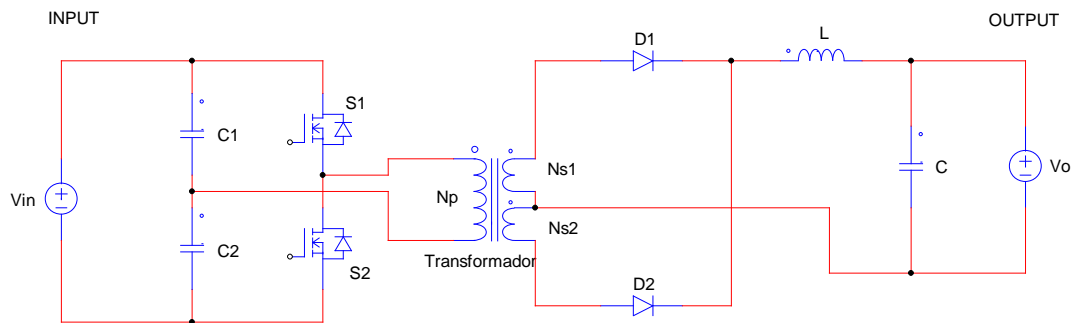 INPUT
OUTPUT
D1
L
S1
C1
Ns1
Vin
Np
C
Vo
Ns2
C2
S2
Transformador
D2